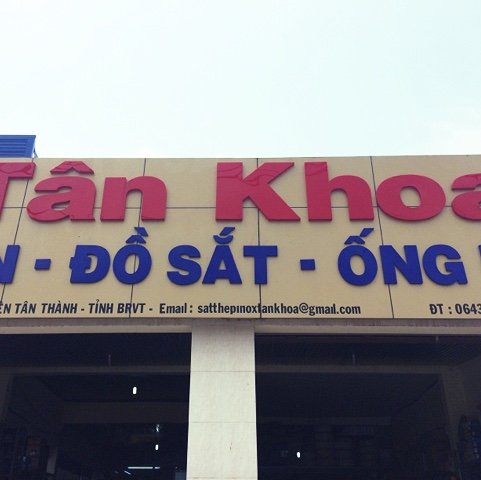 Tân Khoa
N - ĐỒ SẮT - ỐNG
ỆN TÂN THÀNH - TỈNH BRVT - Email : satthepinoxtankhoa@gmail.com ĐT : 0643